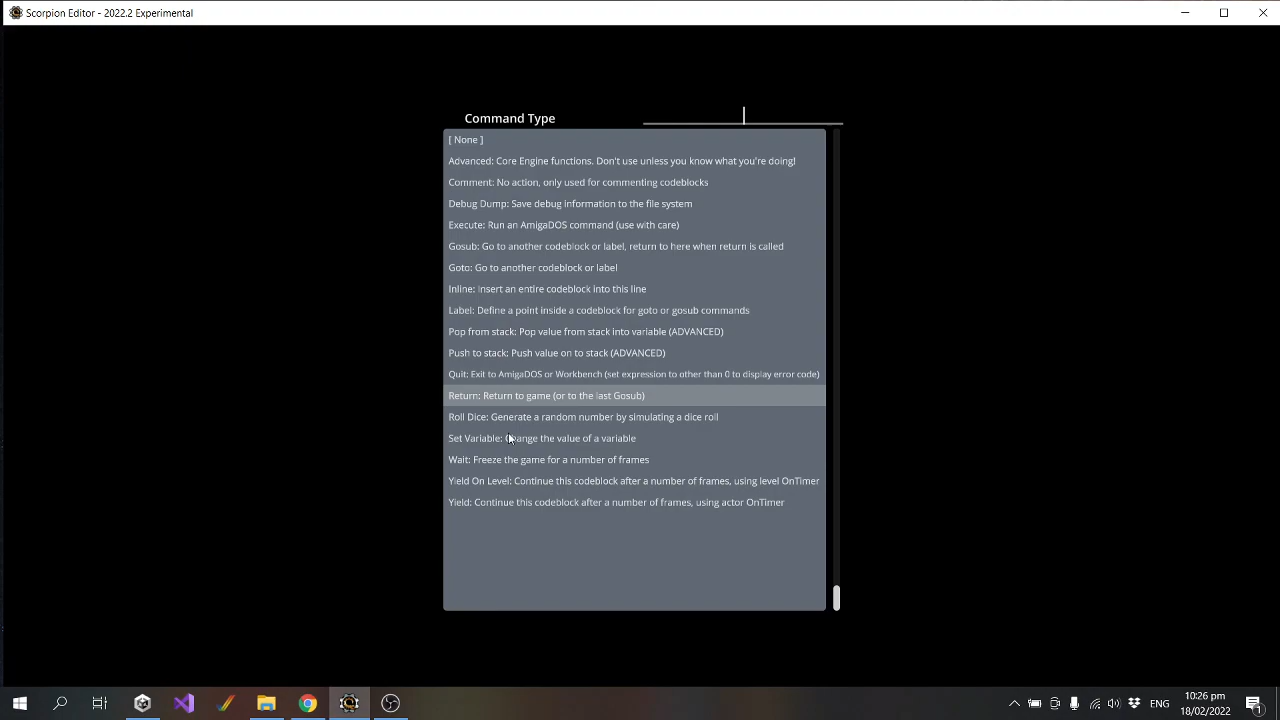 Scorpion Editor - 2022.2 Experimental
Command Type
[ None ]
Advanced: Core Engine functions. Don't use unless you know what you're doing!
Comment: No action, only used for commenting codeblocks
Debug Dump: Save debug information to the file system
Execute: Run an AmigaDOS command (use with care)
Gosub: Go to another codeblock or label, return to here when return is called
Goto: Go to another codeblock or label
Inline: Insert an entire codeblock into this line
Label: Define a point inside a codeblock for goto or gosub commands
Pop from stack: Pop value from stack into variable (ADVANCED)
Push to stack: Push value on to stack (ADVANCED)
Quit: Exit to AmigaDOS or Workbench (set expression to other than 0 to display error code)
Return: Return to game (or to the last Gosub)
Roll Dice: Generate a random number by simulating a dice roll
Set Variable: Change the value of a variable
Wait: Freeze the game for a number of frames
Yield On Level: Continue this codeblock after a number of frames, using level OnTimer
Yield: Continue this codeblock after a number of frames, using actor OnTimer
ENG
10:26 pm
18/02/2022